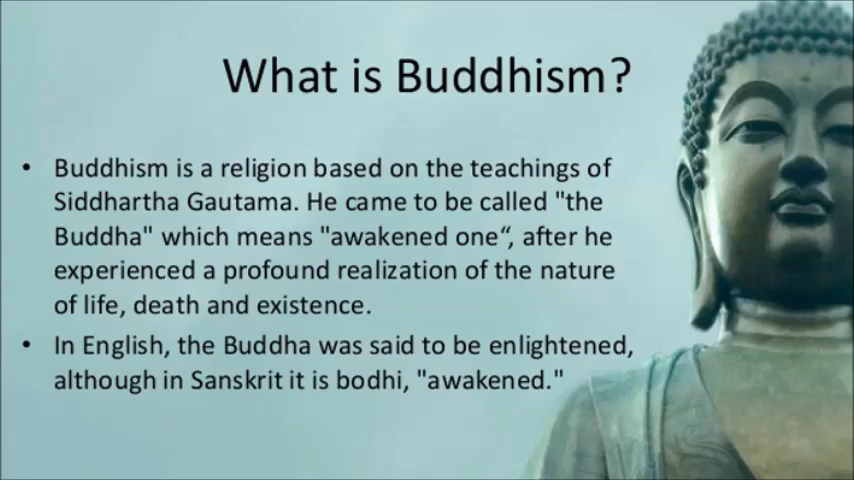 What is Buddhism?
• Buddhism is a religion based on the teachings of
Siddhartha Gautama. He came to be called "the
Buddha" which means "awakened one“, after he
experienced a profound realization of the nature
of life, death and existence.
• In English, the Buddha was said to be enlightened,
although in Sanskrit it is bodhi, "awakened."